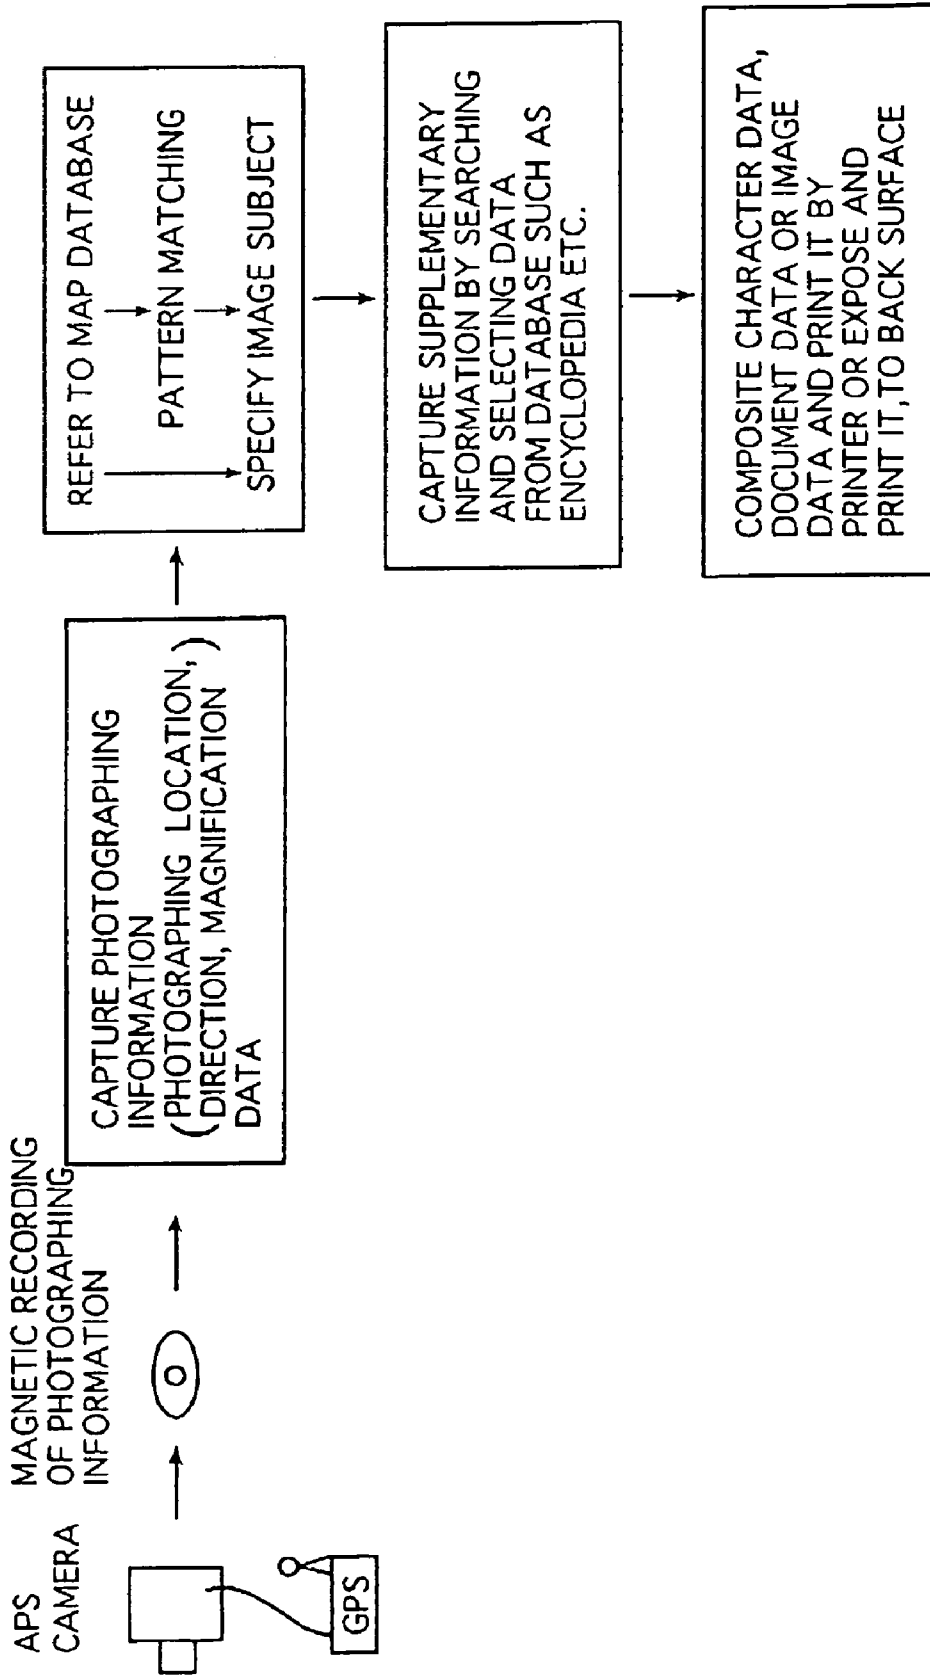 APS
CAMERA
MAGNETIC RECORDING
OF PHOTOGRAPHING
INFORMATION
GPS
CAPTURE PHOTOGRAPHING
INFORMATION
(PHOTOGRAPHING LOCATION,)
DIRECTION, MAGNIFICATION
DATA
REFER TO MAP DATABASE
PATTERN MATCHING
SPECIFY IMAGE SUBJECT
CAPTURE SUPPLEMENTARY
INFORMATION BY SEARCHING
AND SELECTING DATA
FROM DATABASE SUCH AS
ENCYCLOPEDIA ETC.
COMPOSITE CHARACTER DATA,
DOCUMENT DATA OR IMAGE
DATA AND PRINT IT BY
PRINTER OR EXPOSE AND
PRINT IT,TO BACK SURFACE